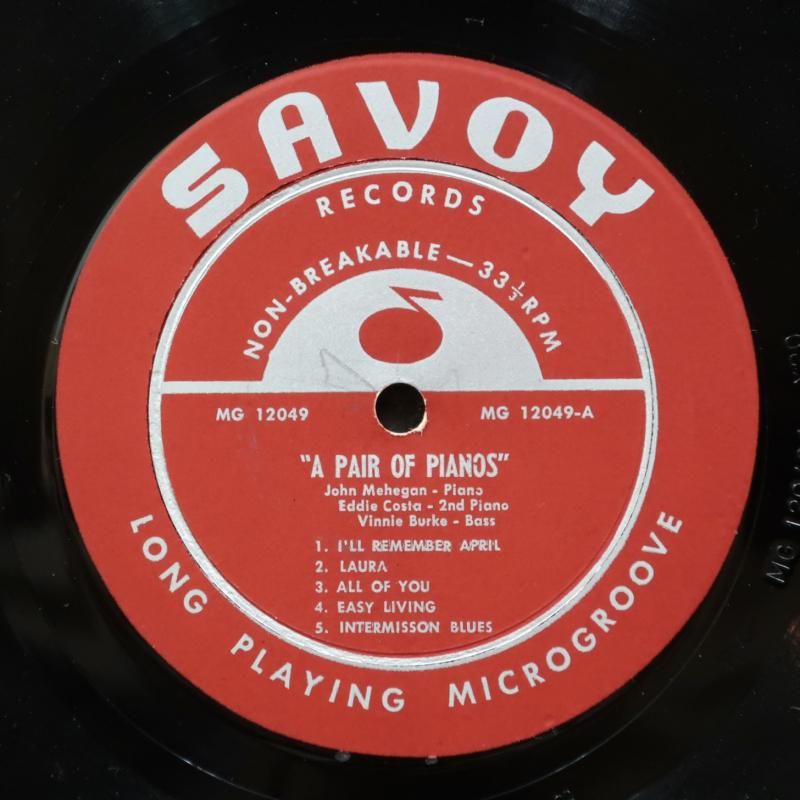 SAVOY
RECORDS
NON-BREAKABLE — 33⅓ RPM
MG 12049
MG 12049-A
"A PAIR OF PIANOS"
John Mehegan - Piano
Eddie Costa - 2nd Piano
Vinnie Burke - Bass
1. I'LL REMEMBER APRIL
2. LAURA
3. ALL OF YOU
4. EASY LIVING
5. INTERMISSON BLUES
LONG PLAYING MICROGROOVE